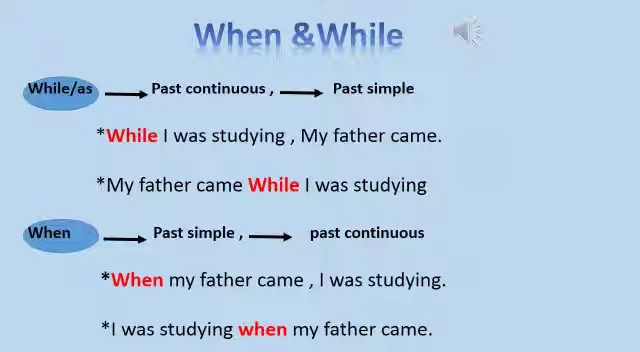 When &While
While/as Past continuous , Past simple
*While I was studying , My father came.
*My father came While I was studying
When Past simple , past continuous
*When my father came , I was studying.
*I was studying when my father came.